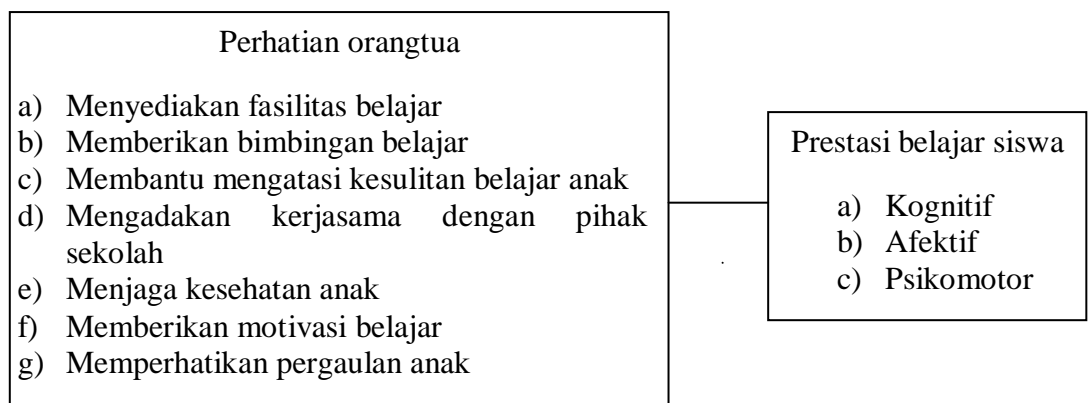 Perhatian orangtua
a) Menyediakan fasilitas belajar
b) Memberikan bimbingan belajar
c) Membantu mengatasi kesulitan belajar anak
d) Mengadakan kerjasama dengan pihak
sekolah
e) Menjaga kesehatan anak
f) Memberikan motivasi belajar
g) Memperhatikan pergaulan anak
Prestasi belajar siswa
a) Kognitif
b) Afektif
c) Psikomotor